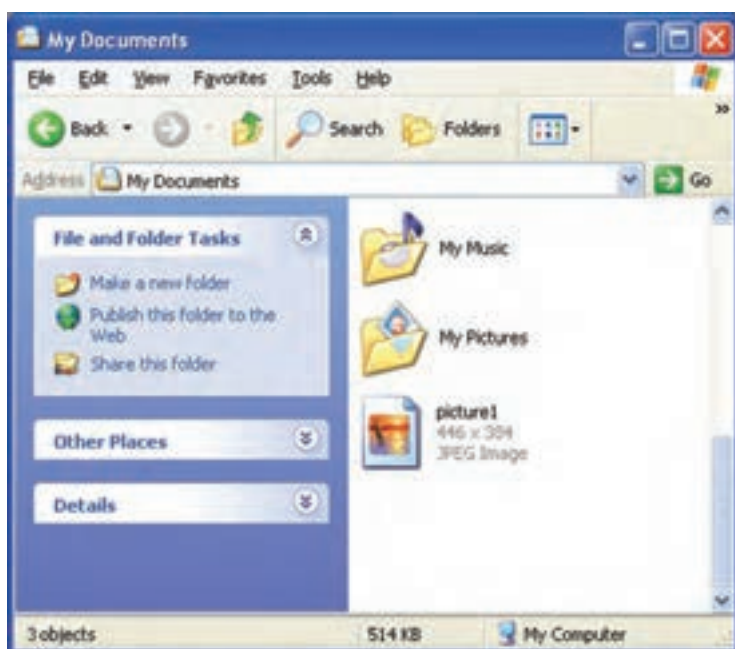 My Documents
File Edit View Favorites Tools Help
Back Search Folders »
Address My Documents Go
File and Folder Tasks
Make a new folder
Publish this folder to the
Web
Share this folder
Other Places
Details
My Music
My Pictures
picture1
446 x 384
JPEG Image
3 objects 514 KB My Computer